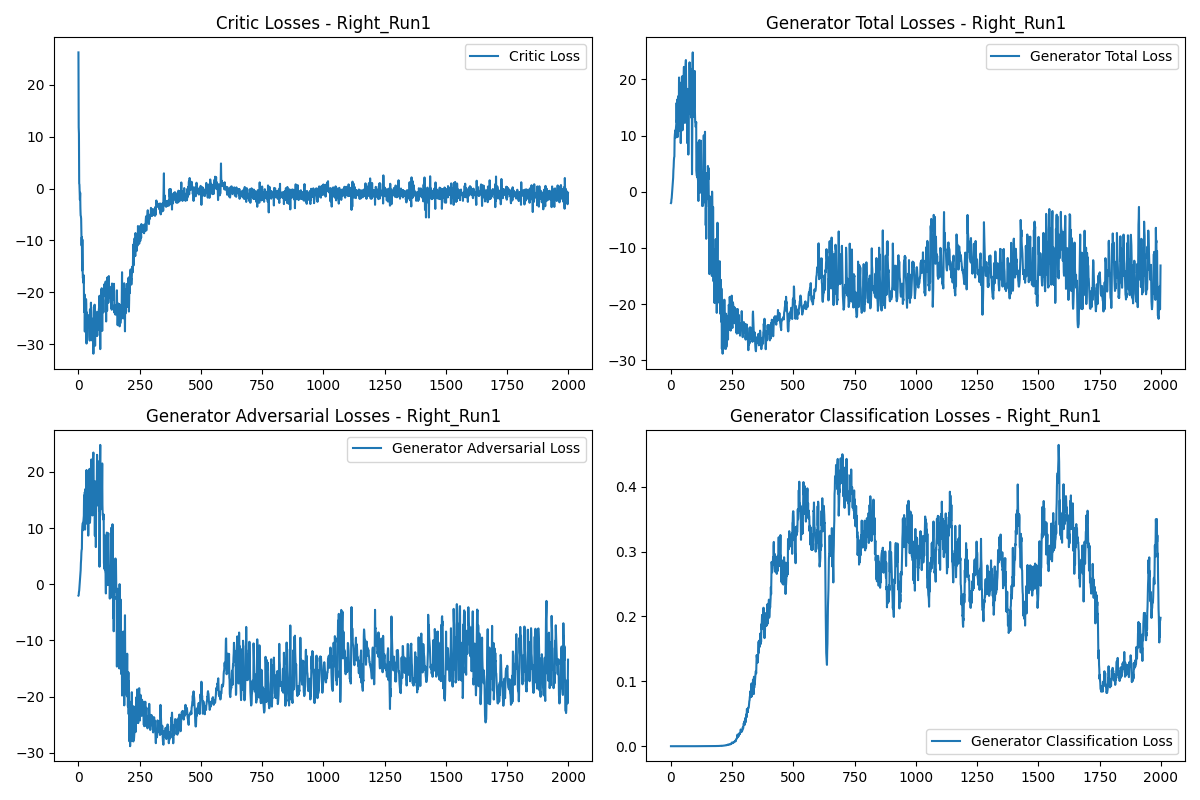 Critic Losses - Right_Run1
Critic Loss
20
10
0
−10
−20
−30
0 250 500 750 1000 1250 1500 1750 2000
Generator Total Losses - Right_Run1
Generator Total Loss
20
10
0
−10
−20
−30
0 250 500 750 1000 1250 1500 1750 2000
Generator Adversarial Losses - Right_Run1
Generator Adversarial Loss
20
10
0
−10
−20
−30
0 250 500 750 1000 1250 1500 1750 2000
Generator Classification Losses - Right_Run1
0.4
0.3
0.2
0.1
0.0
Generator Classification Loss
0 250 500 750 1000 1250 1500 1750 2000